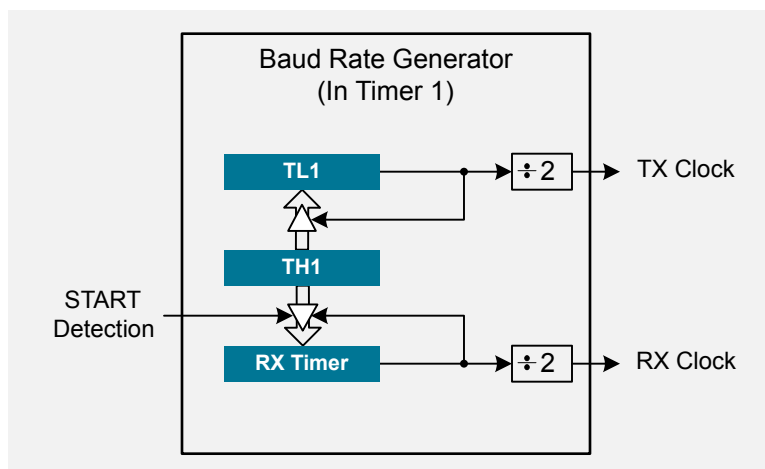 Baud Rate Generator
(In Timer 1)
TL1
÷2
TX Clock
TH1
START
Detection
RX Timer
÷2
RX Clock